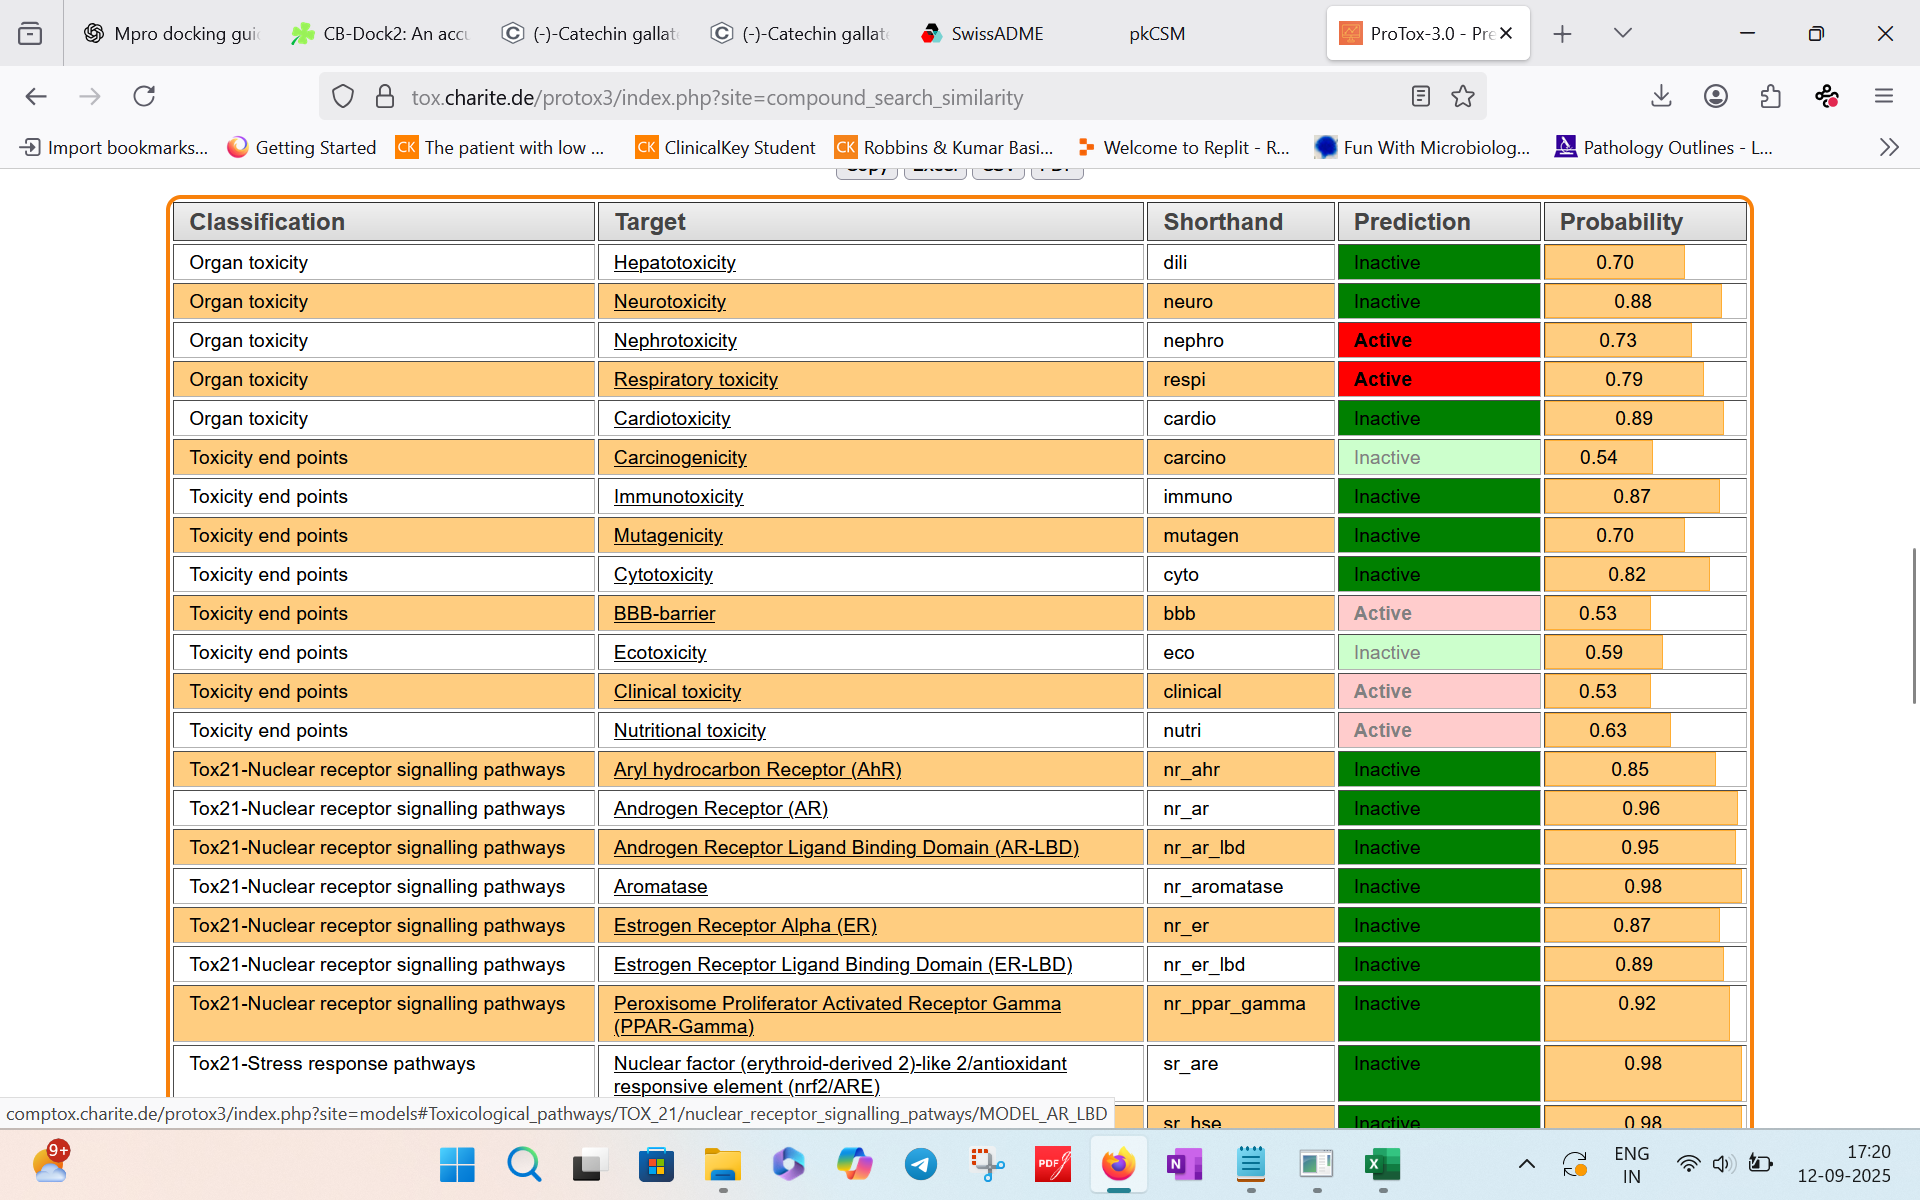 Mpro docking gui
CB-Dock2: An accu
(-)-Catechin gallat
(-)-Catechin gallat
SwissADME
pkCSM
ProTox-3.0 - Pre
tox.charite.de/protox3/index.php?site=compound_search_similarity
Import bookmarks...
Getting Started
CK The patient with low ...
CK ClinicalKey Student
CK Robbins & Kumar Basi...
Welcome to Replit - R...
Fun With Microbiolog...
Pathology Outlines - L...
Copy Excel CSV PDF
Classification Target Shorthand Prediction Probability
Organ toxicity Hepatotoxicity dili Inactive 0.70
Organ toxicity Neurotoxicity neuro Inactive 0.88
Organ toxicity Nephrotoxicity nephro Active 0.73
Organ toxicity Respiratory toxicity respi Active 0.79
Organ toxicity Cardiotoxicity cardio Inactive 0.89
Toxicity end points Carcinogenicity carcino Inactive 0.54
Toxicity end points Immunotoxicity immuno Inactive 0.87
Toxicity end points Mutagenicity mutagen Inactive 0.70
Toxicity end points Cytotoxicity cyto Inactive 0.82
Toxicity end points BBB-barrier bbb Active 0.53
Toxicity end points Ecotoxicity eco Inactive 0.59
Toxicity end points Clinical toxicity clinical Active 0.53
Toxicity end points Nutritional toxicity nutri Active 0.63
Tox21-Nuclear receptor signalling pathways Aryl hydrocarbon Receptor (AhR) nr_ahr Inactive 0.85
Tox21-Nuclear receptor signalling pathways Androgen Receptor (AR) nr_ar Inactive 0.96
Tox21-Nuclear receptor signalling pathways Androgen Receptor Ligand Binding Domain (AR-LBD) nr_ar_lbd Inactive 0.95
Tox21-Nuclear receptor signalling pathways Aromatase nr_aromatase Inactive 0.98
Tox21-Nuclear receptor signalling pathways Estrogen Receptor Alpha (ER) nr_er Inactive 0.87
Tox21-Nuclear receptor signalling pathways Estrogen Receptor Ligand Binding Domain (ER-LBD) nr_er_lbd Inactive 0.89
Tox21-Nuclear receptor signalling pathways Peroxisome Proliferator Activated Receptor Gamma nr_ppar_gamma Inactive 0.92
(PPAR-Gamma)
Tox21-Stress response pathways Nuclear factor (erythroid-derived 2)-like 2/antioxidant sr_are Inactive 0.98
responsive element (nrf2/ARE)
comptox.charite.de/protox3/index.php?site=models#Toxicological_pathways/TOX_21/nuclear_receptor_signalling_patways/MODEL_AR_LBD
sr_hse Inactive 0.98
9+
PDF
N
X
ENG
IN
17:20
12-09-2025